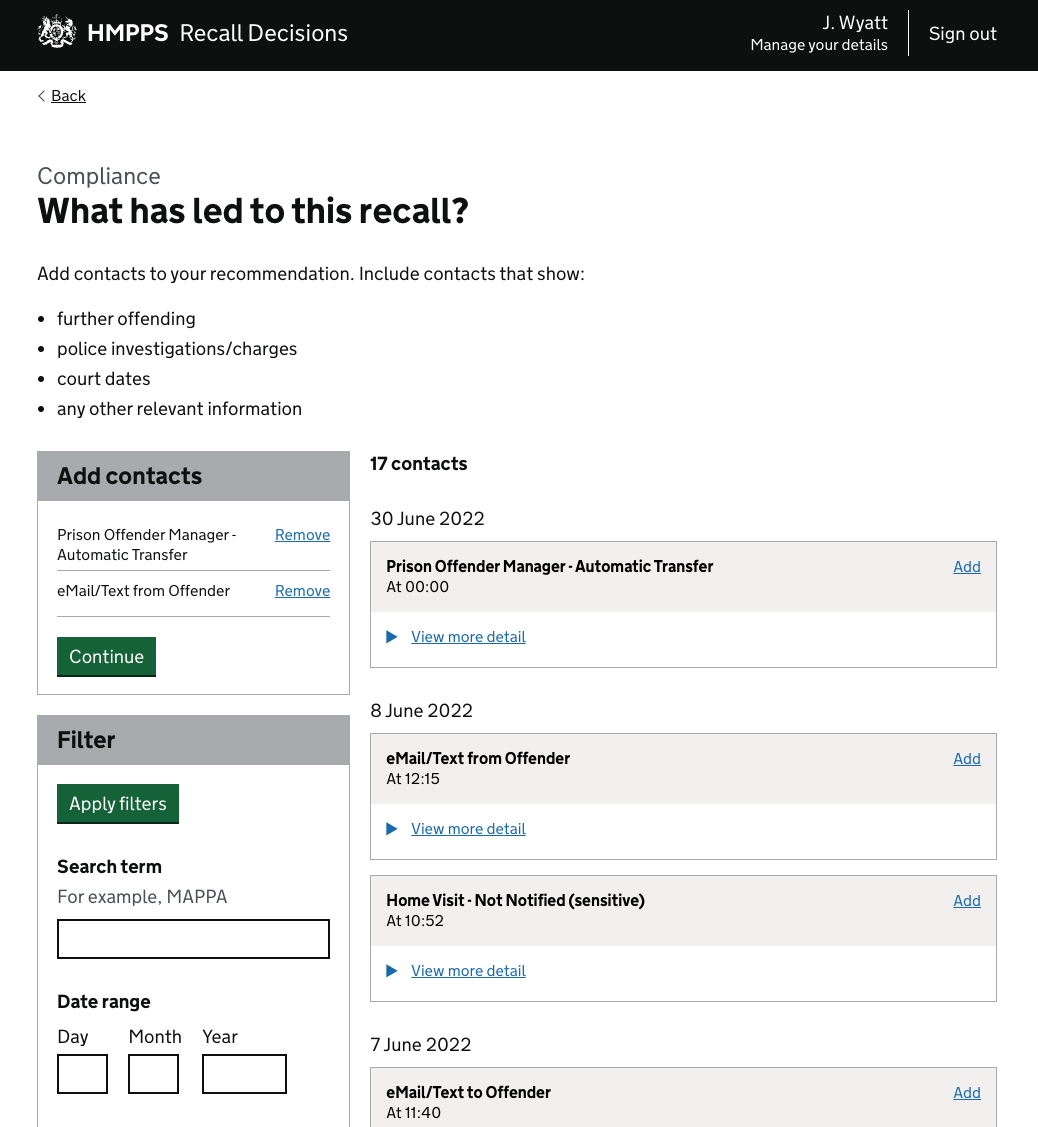 HMPPS Recall Decisions
J. Wyatt
Manage your details
Sign out
Back
Compliance
What has led to this recall?
Add contacts to your recommendation. Include contacts that show:
• further offending
• police investigations/charges
• court dates
• any other relevant information
Add contacts
Prison Offender Manager -
Automatic Transfer
Remove
eMail/Text from Offender
Remove
Continue
Filter
Apply filters
Search term
For example, MAPPA
Date range
Day Month Year
17 contacts
30 June 2022
Prison Offender Manager - Automatic Transfer
Add
At 00:00
View more detail
8 June 2022
eMail/Text from Offender
Add
At 12:15
View more detail
Home Visit - Not Notified (sensitive)
Add
At 10:52
View more detail
7 June 2022
eMail/Text to Offender
Add
At 11:40